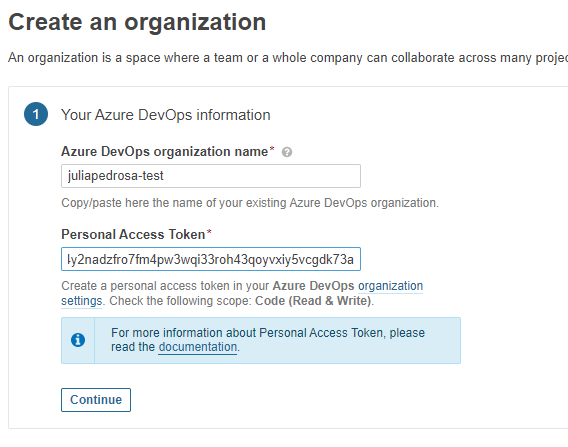 Create an organization
An organization is a space where a team or a whole company can collaborate across many projec
1 Your Azure DevOps information
Azure DevOps organization name* ?
juliapedrosa-test
Copy/paste here the name of your existing Azure DevOps organization.
Personal Access Token*
ly2nadzfro7fm4pw3wqi33roh43qoyvxiy5vcgdk73a
Create a personal access token in your Azure DevOps organization
settings. Check the following scope: Code (Read & Write).
For more information about Personal Access Token, please
read the documentation.
Continue